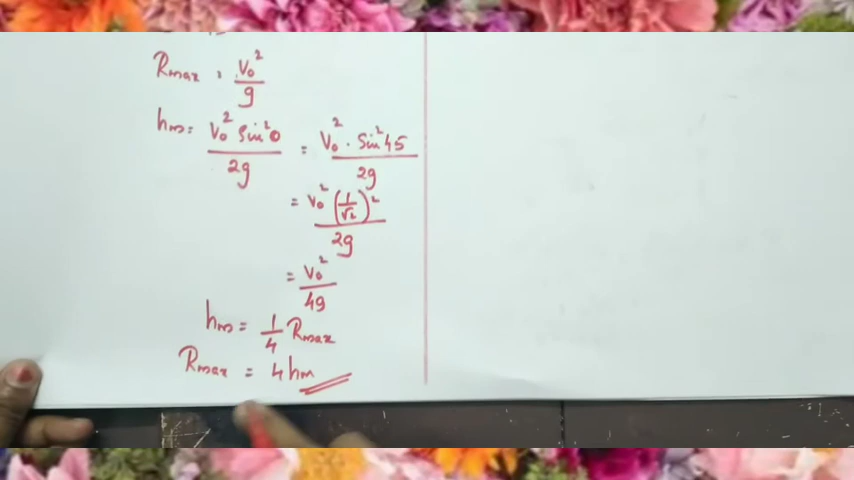 Rmax = v₀²/g
hm = v₀² sin²θ/2g = v₀² · sin²45/2g
= v₀² (1/√2)²/2g
= v₀²/4g
hm = 1/4 Rmax
Rmax = 4hm